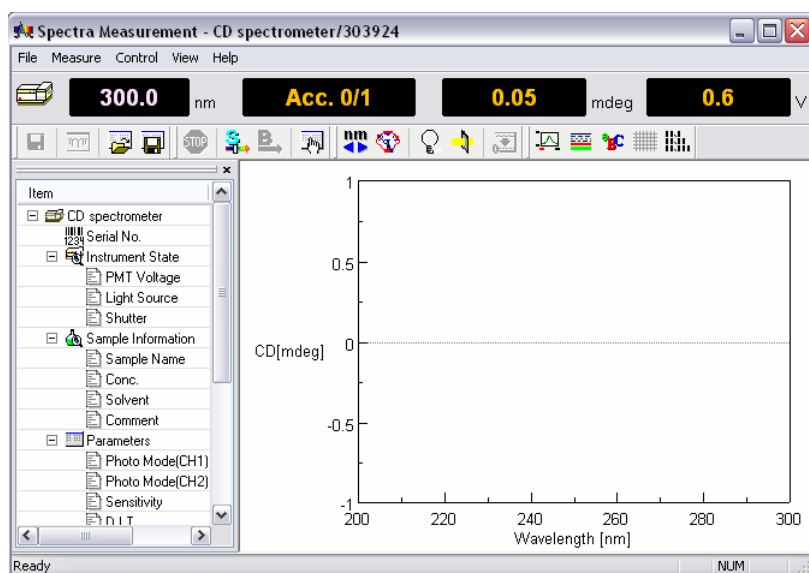 Spectra Measurement - CD spectrometer/303924
File Measure Control View Help
300.0 nm Acc. 0/1 0.05 mdeg 0.6 V
STOP S B nm
Item
CD spectrometer
Serial No.
Instrument State
PMT Voltage
Light Source
Shutter
Sample Information
Sample Name
Conc.
Solvent
Comment
Parameters
Photo Mode(CH1)
Photo Mode(CH2)
Sensitivity
D.I.T
1
0.5
0
-0.5
-1
CD[mdeg]
200 220 240 260 280 300
Wavelength [nm]
Ready NUM